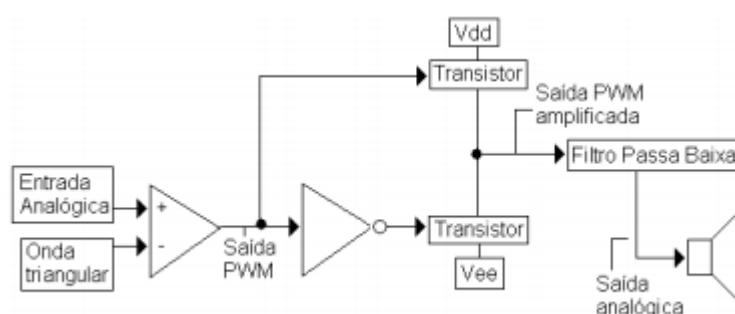 Vdd
Transistor
Saída PWM
amplificada
Filtro Passa Baixa
Entrada
Analógica
+
Onda
triangular
-
Saída
PWM
Transistor
Vee
Saída
analógica